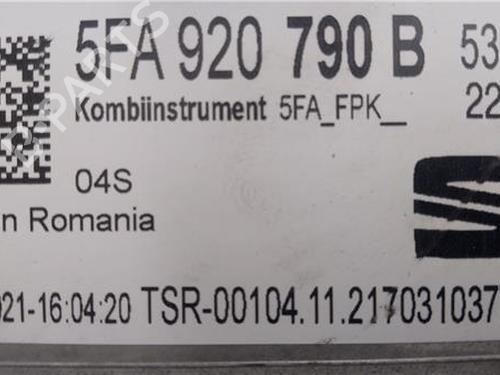 5FA 920 790 B 53
Kombiinstrument 5FA_FPK__ 22
04S
n Romania
021-16:04:20 TSR-00104.11.217031037